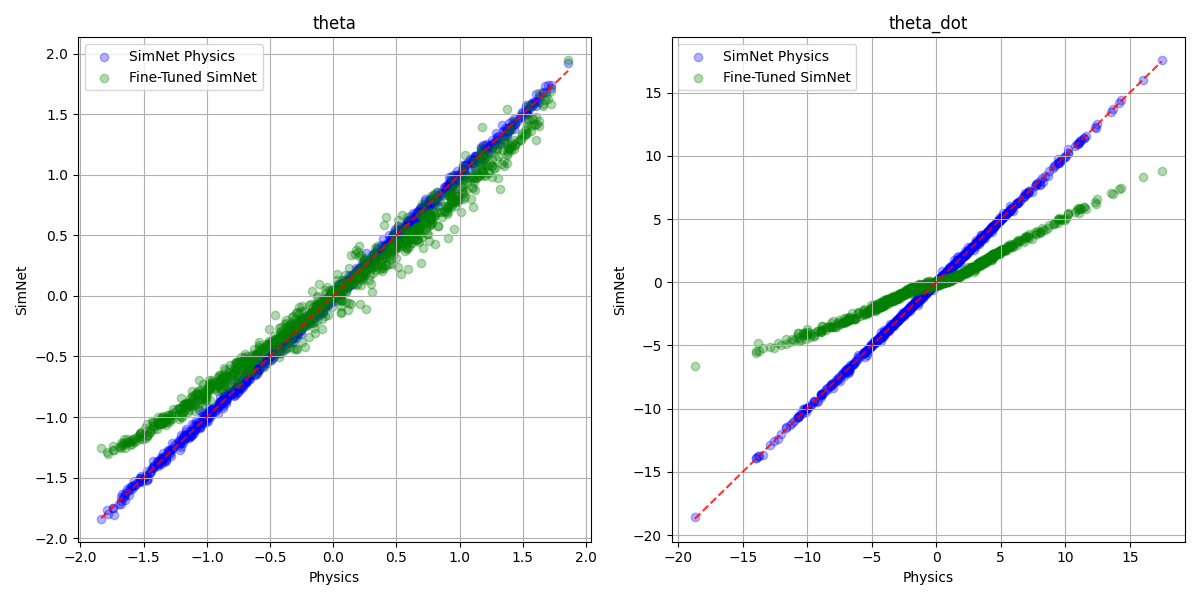 theta
SimNet Physics
Fine-Tuned SimNet
2.0
1.5
1.0
0.5
0.0
−0.5
−1.0
−1.5
−2.0
SimNet
−2.0 −1.5 −1.0 −0.5 0.0 0.5 1.0 1.5 2.0
Physics
theta_dot
SimNet Physics
Fine-Tuned SimNet
15
10
5
0
−5
−10
−15
−20
SimNet
−20 −15 −10 −5 0 5 10 15
Physics